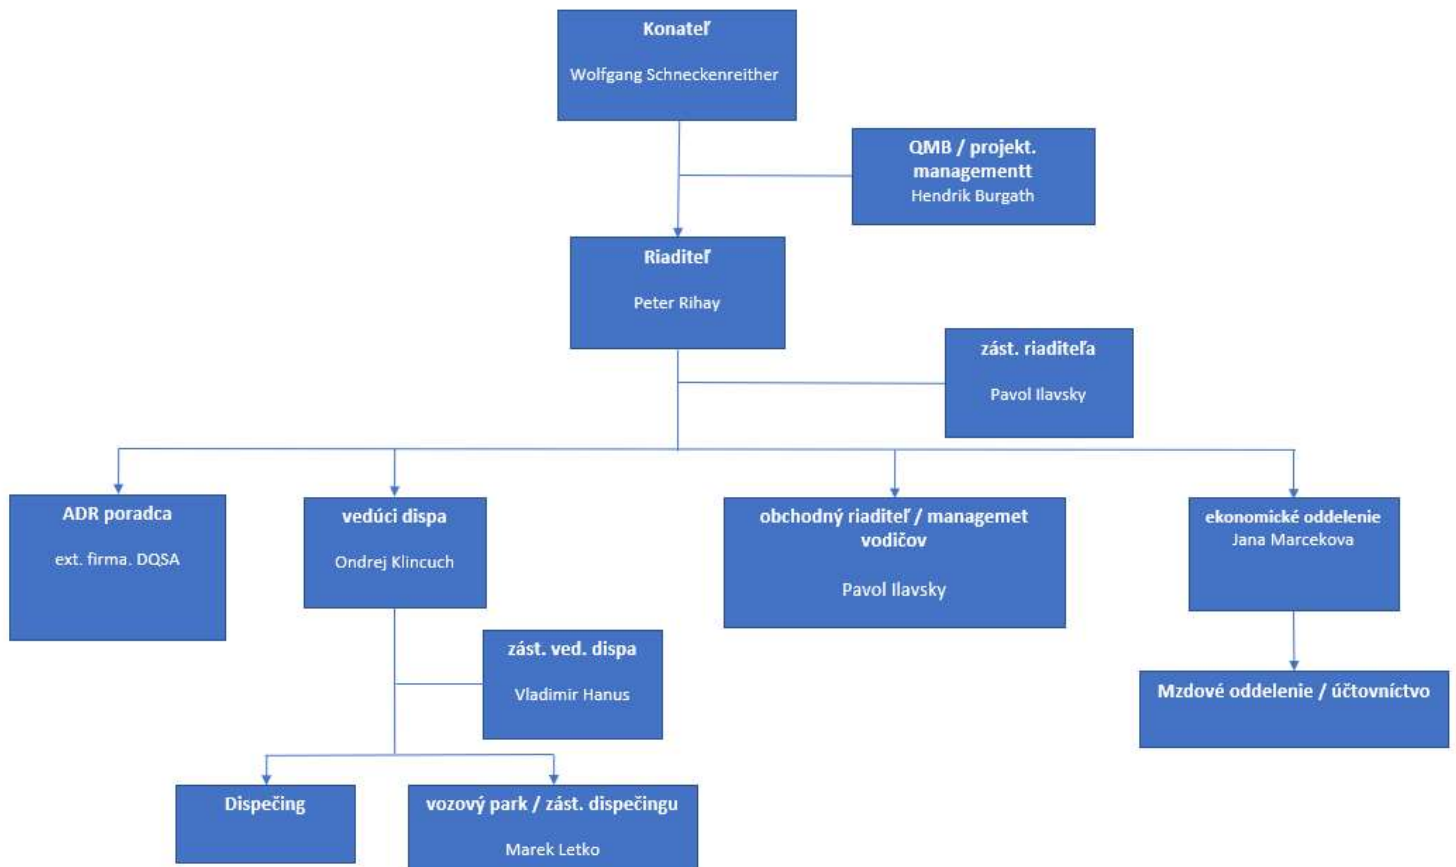 Konateľ
Wolfgang Schneckenreither
QMB / projekt.
managementt
Hendrik Burgath
Riaditeľ
Peter Rihay
zást. riaditeľa
Pavol Ilavsky
ADR poradca
ext. firma. DQSA
vedúci dispa
Ondrej Klincuch
obchodný riaditeľ / managemet
vodičov
Pavol Ilavsky
ekonomické oddelenie
Jana Marcekova
zást. ved. dispa
Vladimir Hanus
Mzdové oddelenie / účtovníctvo
Dispečing
vozový park / zást. dispečingu
Marek Letko